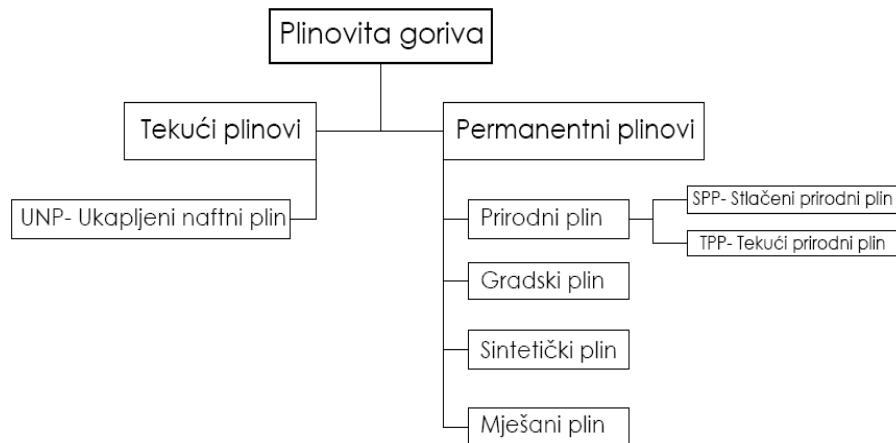 Plinovita goriva
Tekući plinovi
Permanentni plinovi
UNP- Ukapljeni naftni plin
Prirodni plin
SPP- Stlačeni prirodni plin
TPP- Tekući prirodni plin
Gradski plin
Sintetički plin
Mješani plin